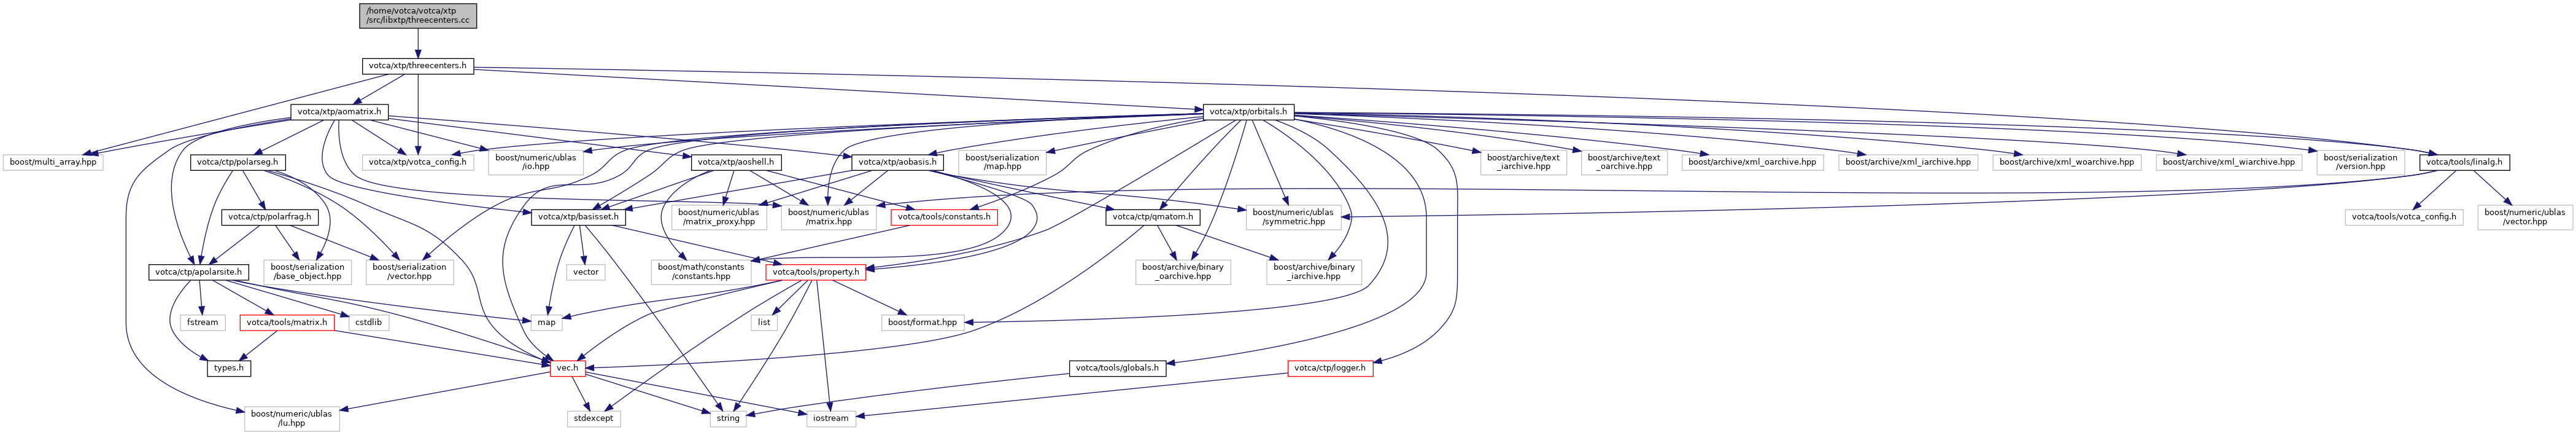 /home/votca/votca/xtp
/src/libxtp/threecenters.cc
votca/xtp/threecenters.h
votca/xtp/aomatrix.h
votca/xtp/orbitals.h
boost/multi_array.hpp
votca/ctp/polarseg.h
votca/xtp/votca_config.h
boost/numeric/ublas
/io.hpp
votca/xtp/aoshell.h
votca/xtp/aobasis.h
boost/serialization
/map.hpp
boost/archive/text
_iarchive.hpp
boost/archive/text
_oarchive.hpp
boost/archive/xml_oarchive.hpp
boost/archive/xml_iarchive.hpp
boost/archive/xml_woarchive.hpp
boost/archive/xml_wiarchive.hpp
boost/serialization
/version.hpp
votca/tools/linalg.h
votca/ctp/polarfrag.h
votca/xtp/basisset.h
boost/numeric/ublas
/matrix_proxy.hpp
boost/numeric/ublas
/matrix.hpp
votca/tools/constants.h
votca/ctp/qmatom.h
boost/numeric/ublas
/symmetric.hpp
votca/tools/votca_config.h
boost/numeric/ublas
/vector.hpp
votca/ctp/apolarsite.h
boost/serialization
/base_object.hpp
boost/serialization
/vector.hpp
vector
boost/math/constants
/constants.hpp
votca/tools/property.h
boost/archive/binary
_oarchive.hpp
boost/archive/binary
_iarchive.hpp
fstream
votca/tools/matrix.h
cstdlib
map
list
boost/format.hpp
types.h
vec.h
votca/tools/globals.h
votca/ctp/logger.h
boost/numeric/ublas
/lu.hpp
stdexcept
string
iostream